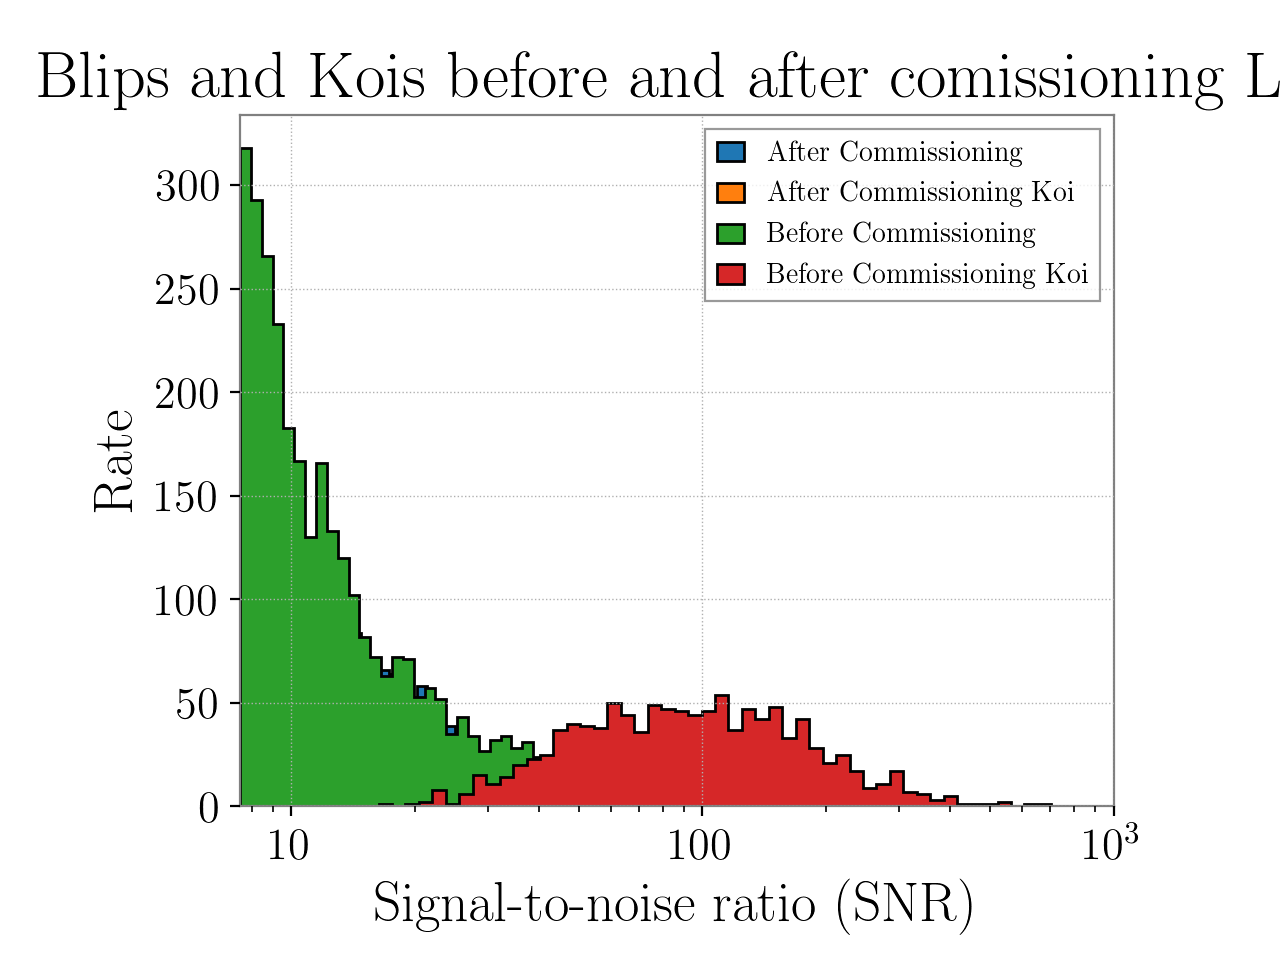 Blips and Kois before and after comissioning L
After Commissioning
After Commissioning Koi
Before Commissioning
Before Commissioning Koi
300
250
200
150
100
50
0
Rate
10
100
10³
Signal-to-noise ratio (SNR)